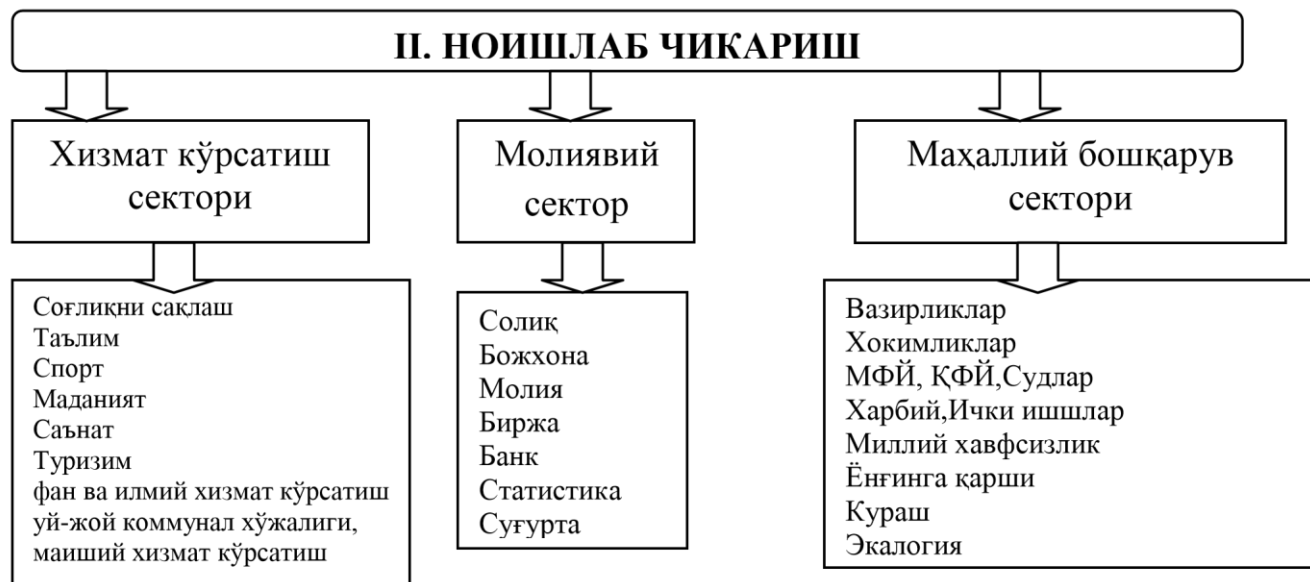 II. НОИШЛАБ ЧИКАРИШ
Хизмат кўрсатиш
сектори
Соғлиқни сақлаш
Таълим
Спорт
Маданият
Саънат
Туризим
фан ва илмий хизмат кўрсатиш
уй-жой коммунал хўжалиги,
маиший хизмат кўрсатиш
Молиявий
сектор
Солиқ
Божхона
Молия
Биржа
Банк
Статистика
Суғурта
Маҳаллий бошқарув
сектори
Вазирликлар
Хокимликлар
МФЙ, ҚФЙ,Судлар
Харбий,Ички ишшлар
Миллий хавфсизлик
Ёнғинга қарши
Кураш
Экалогия